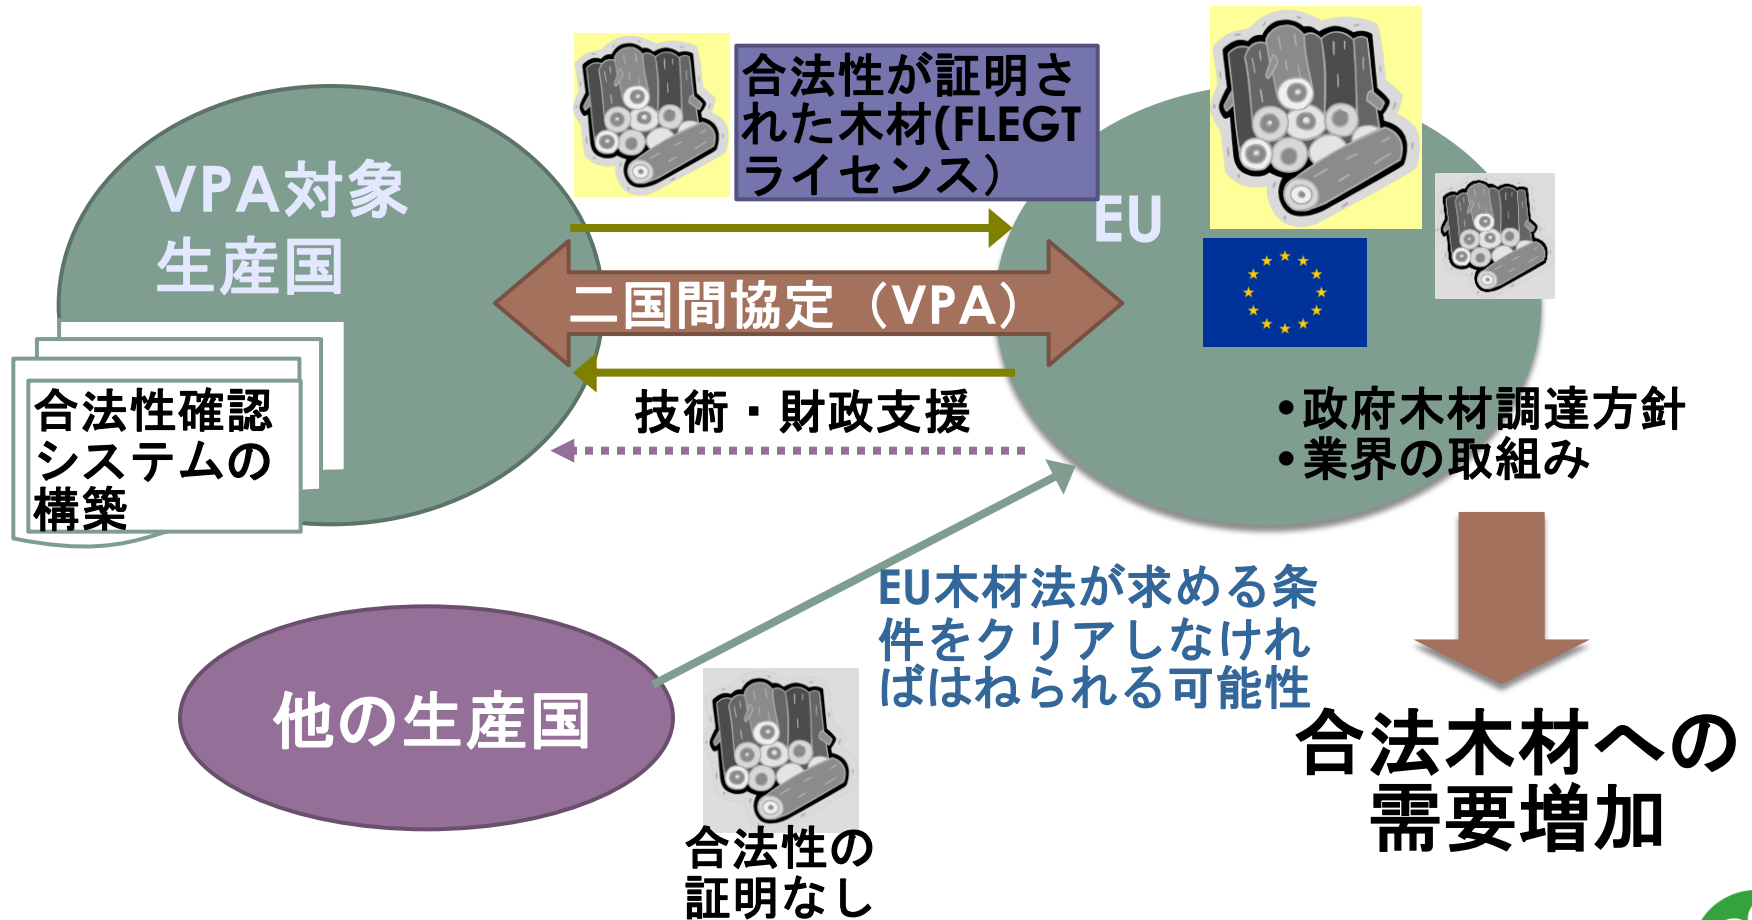 合法性が証明さ
れた木材(FLEGT
ライセンス）
VPA対象
生産国
EU
二国間協定（VPA）
技術・財政支援
合法性確認
システムの
構築
•政府木材調達方針
•業界の取組み
EU木材法が求める条
件をクリアしなけれ
ばはねられる可能性
他の生産国
合法性の
証明なし
合法木材への
需要増加